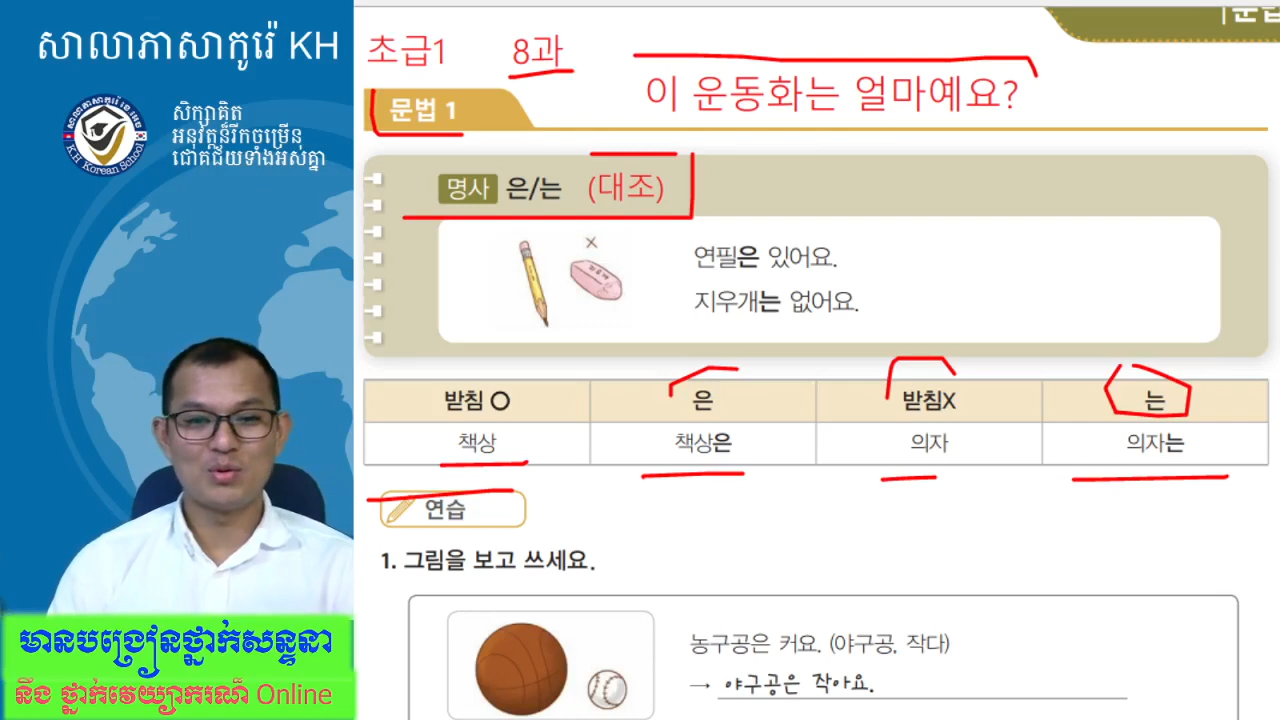 សាលាភាសាកូរ៉េ KH
សិក្សាគិត
អនុវត្តន៏រីកចម្រើន
ជោគជ័យទាំងអស់គ្នា
KH Korean School
មានបង្រៀនថ្នាក់សន្ទនា
នឹង ថ្នាក់វេយ្យាករណ៏ Online
초급1 8과
이 운동화는 얼마예요?
문법 1
명사 은/는 (대조)
연필은 있어요.
지우개는 없어요.
받침 O 은 받침X 는
책상 책상은 의자 의자는
연습
1. 그림을 보고 쓰세요.
농구공은 커요. (야구공, 작다)
→ 야구공은 작아요.